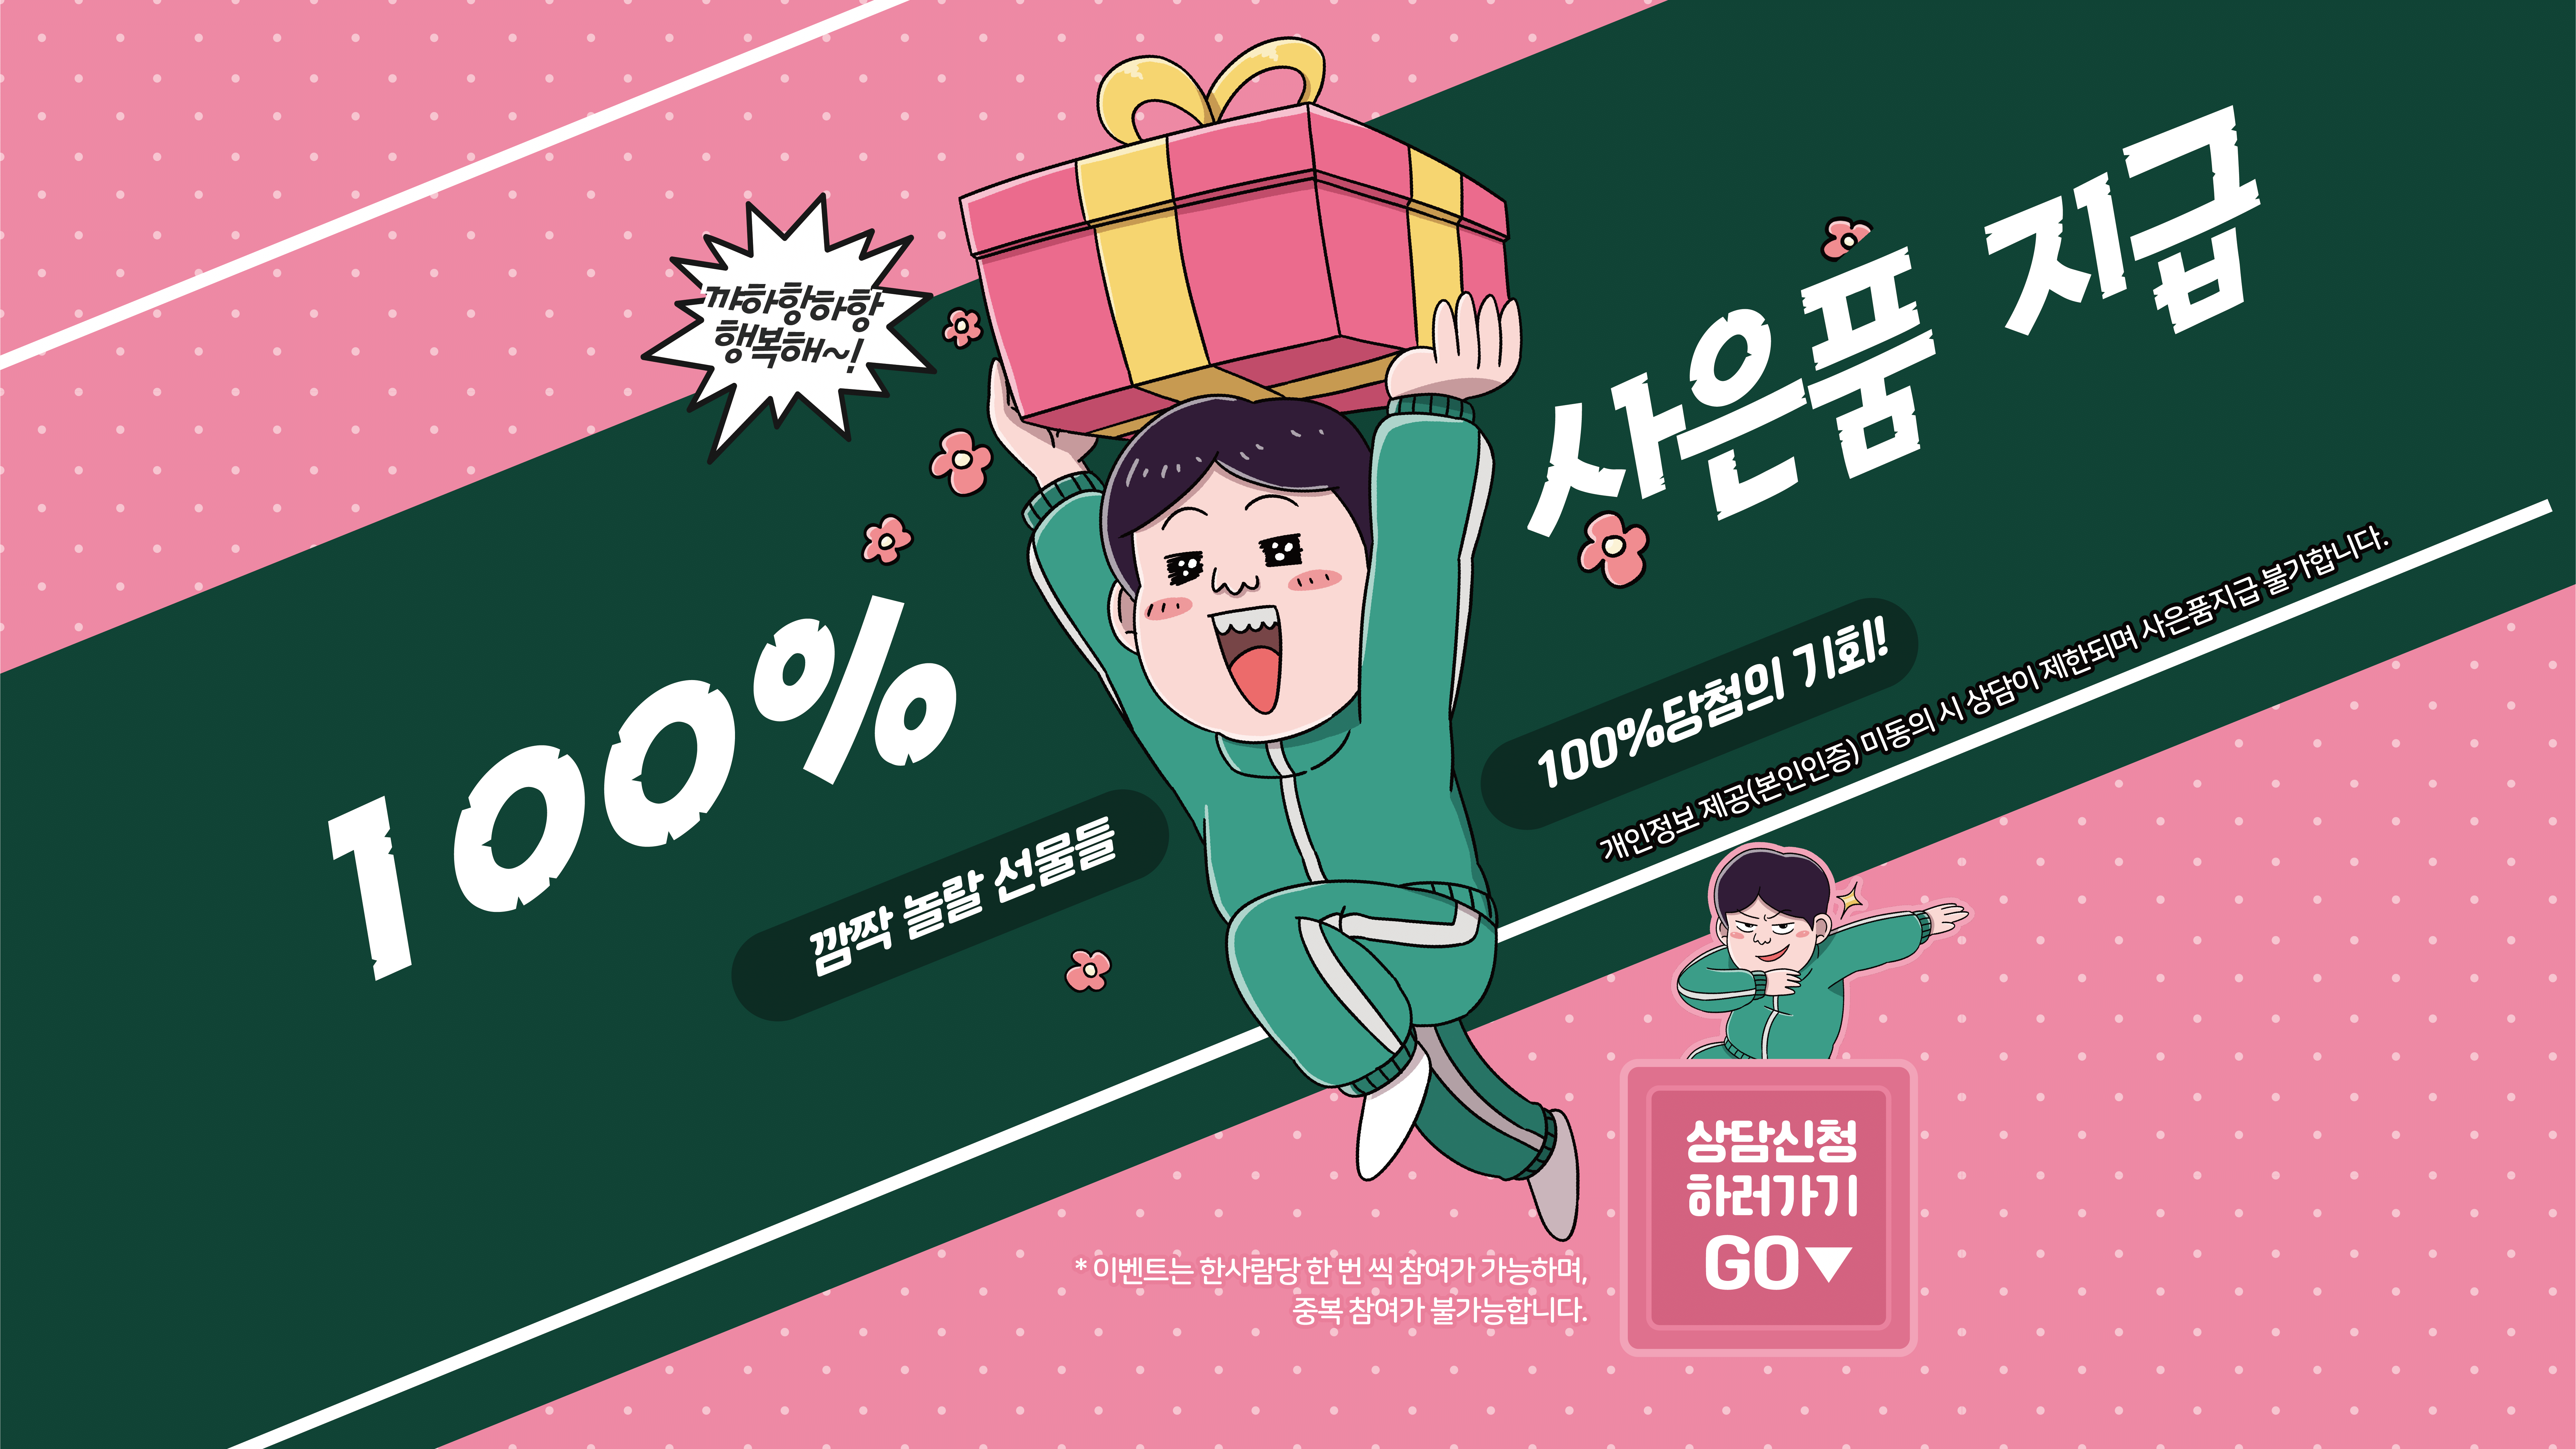 꺄하항하항
행복해~!
100% 사은품 지급
깜짝 놀랄 선물들
100%당첨의 기회!
개인정보 제공(본인인증) 미동의 시 상담이 제한되며 사은품지급 불가합니다.
상담신청
하러가기
GO▼
* 이벤트는 한사람당 한 번 씩 참여가 가능하며,
중복 참여가 불가능합니다.